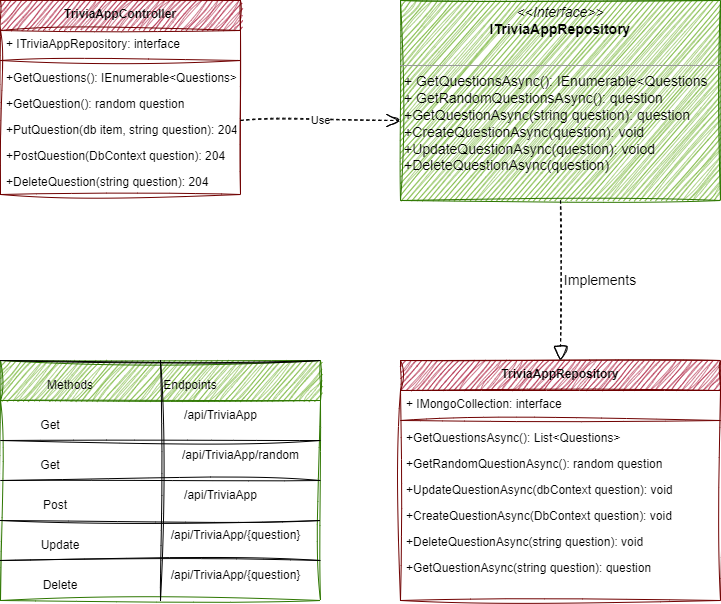 TriviaAppController
+ ITriviaAppRepository: interface
+GetQuestions(): IEnumerable<Questions>
+GetQuestion(): random question
+PutQuestion(db item, string question): 204
+PostQuestion(DbContext question): 204
+DeleteQuestion(string question): 204
Use
<<Interface>>
ITriviaAppRepository
+ GetQuestionsAsync(): IEnumerable<Questions
+ GetRandomQuestionsAsync(): question
+GetQuestionAsync(string question): question
+CreateQuestionAsync(question): void
+UpdateQuestionAsync(question): voiod
+DeleteQuestionAsync(question)
Implements
Methods Endpoints
Get /api/TriviaApp
Get /api/TriviaApp/random
Post /api/TriviaApp
Update /api/TriviaApp/{question}
Delete /api/TriviaApp/{question}
TriviaAppRepository
+ IMongoCollection: interface
+GetQuestionsAsync(): List<Questions>
+GetRandomQuestionAsync(): random question
+UpdateQuestionAsync(dbContext question): void
+CreateQuestionAsync(DbContext question): void
+DeleteQuestionAsync(string question): void
+GetQuestionAsync(string question): question